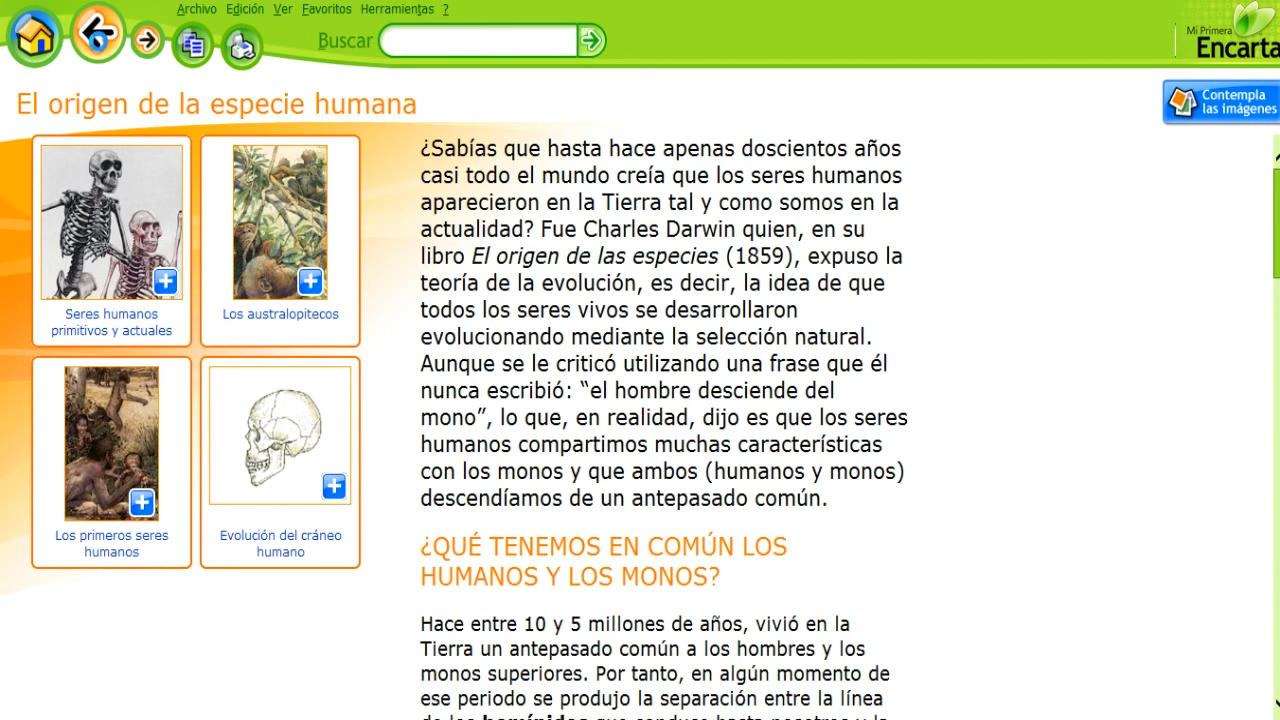 Archivo Edición Ver Favoritos Herramientas ?
Buscar
Mi Primera
Encarta
El origen de la especie humana
Contempla
las imágenes
Seres humanos
primitivos y actuales
Los australopitecos
Los primeros seres
humanos
Evolución del cráneo
humano
¿Sabías que hasta hace apenas doscientos años
casi todo el mundo creía que los seres humanos
aparecieron en la Tierra tal y como somos en la
actualidad? Fue Charles Darwin quien, en su
libro El origen de las especies (1859), expuso la
teoría de la evolución, es decir, la idea de que
todos los seres vivos se desarrollaron
evolucionando mediante la selección natural.
Aunque se le criticó utilizando una frase que él
nunca escribió: “el hombre desciende del
mono”, lo que, en realidad, dijo es que los seres
humanos compartimos muchas características
con los monos y que ambos (humanos y monos)
descendíamos de un antepasado común.
¿QUÉ TENEMOS EN COMÚN LOS
HUMANOS Y LOS MONOS?
Hace entre 10 y 5 millones de años, vivió en la
Tierra un antepasado común a los hombres y los
monos superiores. Por tanto, en algún momento de
ese periodo se produjo la separación entre la línea